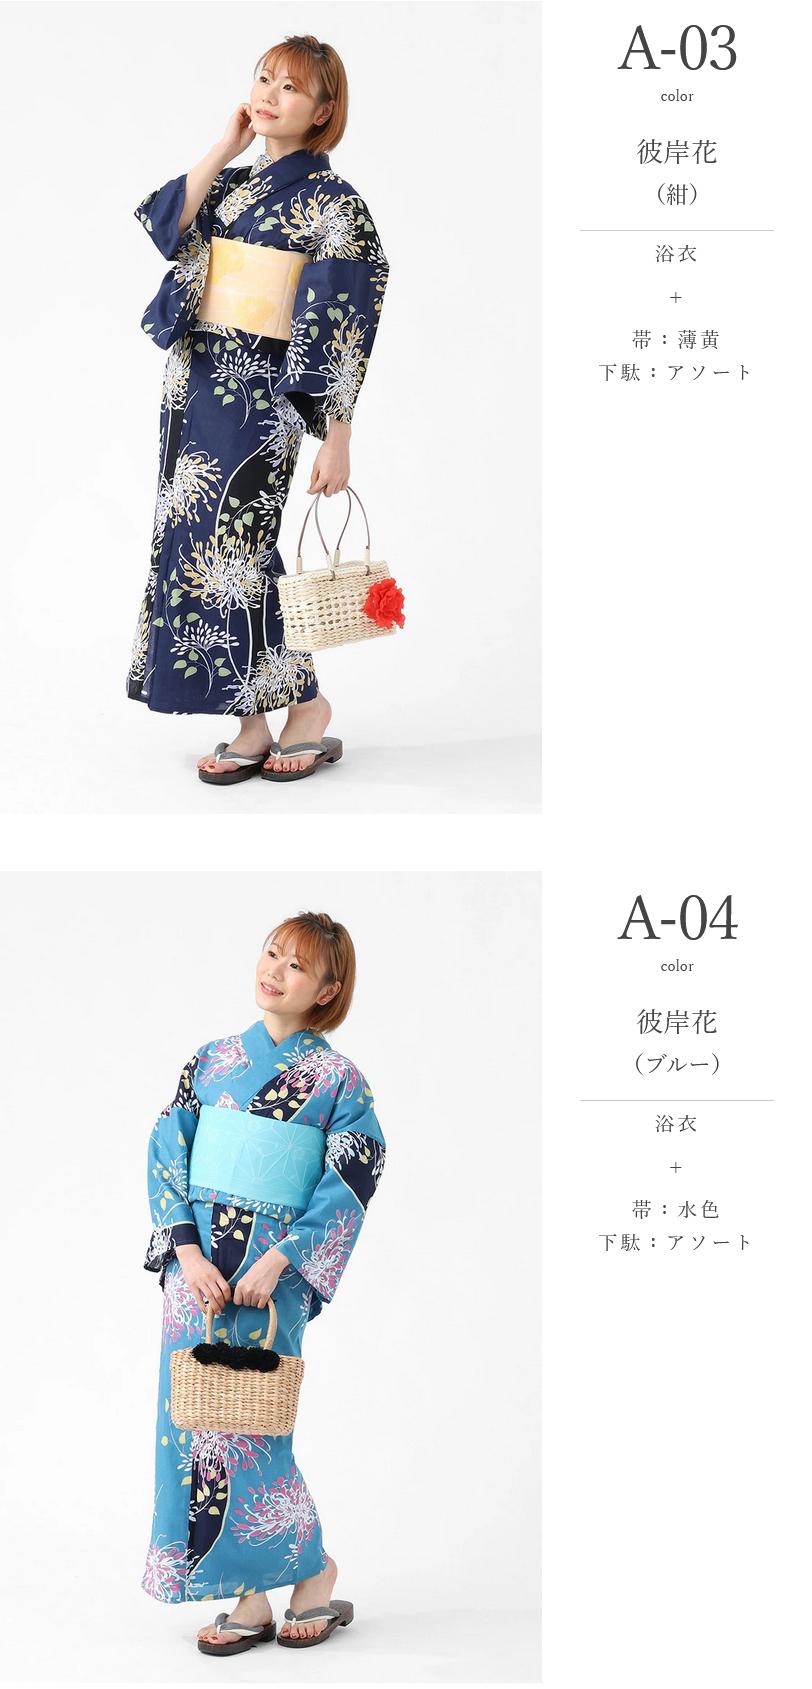 A-03
color
彼岸花
（紺）
浴衣
+
帯：薄黄
下駄：アソート
A-04
color
彼岸花
（ブルー）
浴衣
+
帯：水色
下駄：アソート